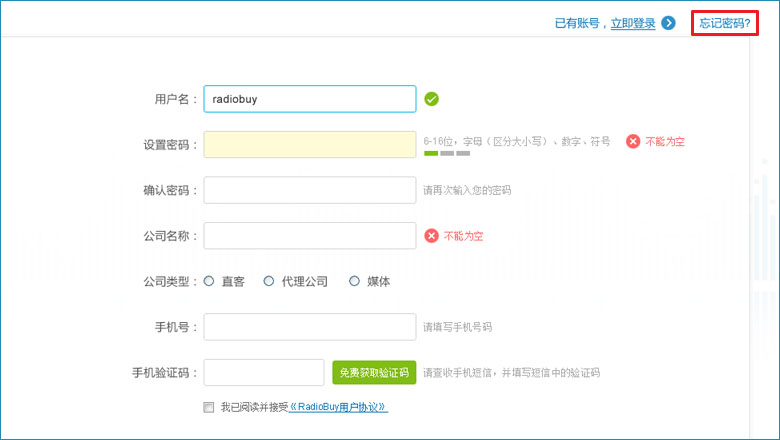 已有账号，立即登录 忘记密码?
用户名： radiobuy
设置密码： 6-16位，字母（区分大小写）、数字、符号 不能为空
确认密码： 请再次输入您的密码
公司名称： 不能为空
公司类型： 直客 代理公司 媒体
手机号： 请填写手机号码
手机验证码： 免费获取验证码 请查收手机短信，并填写短信中的验证码
我已阅读并接受《RadioBuy用户协议》